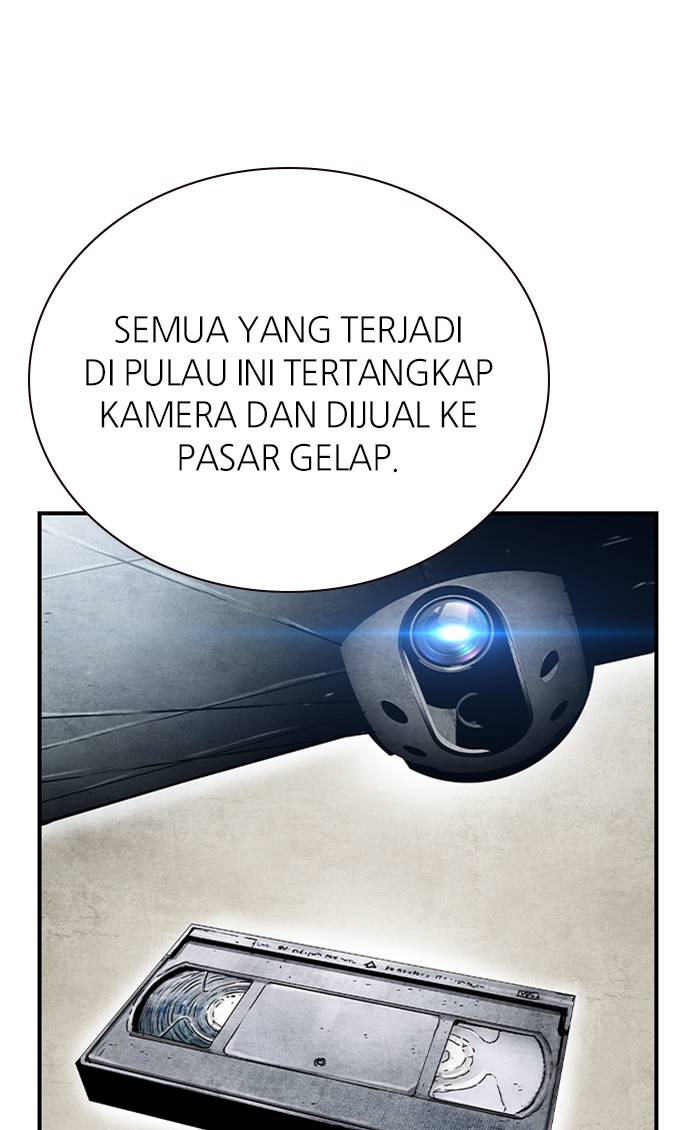 SEMUA YANG TERJADI
DI PULAU INI TERTANGKAP
KAMERA DAN DIJUAL KE
PASAR GELAP.